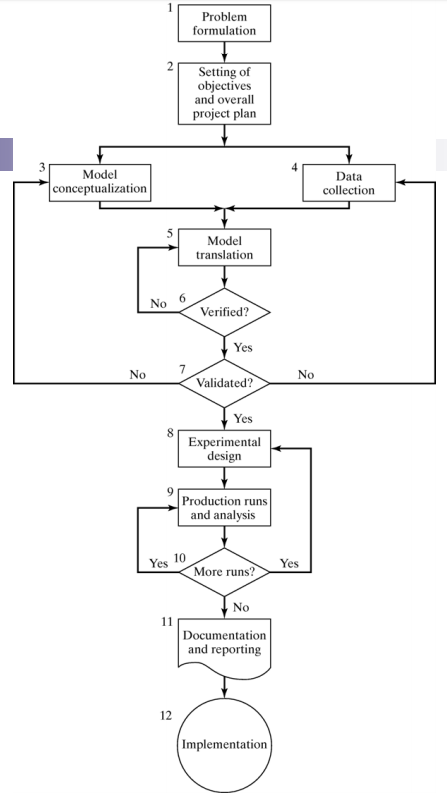 1
Problem
formulation
2
Setting of
objectives
and overall
project plan
3
Model
conceptualization
4
Data
collection
5
Model
translation
6
No
Verified?
Yes
7
No
Validated?
No
Yes
8
Experimental
design
9
Production runs
and analysis
10
Yes
More runs?
Yes
No
11
Documentation
and reporting
12
Implementation